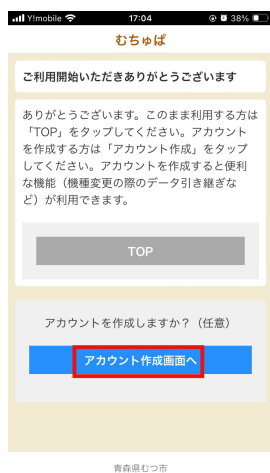 Y!mobile 17:04 38%
むちゅぱ
ご利用開始いただきありがとうございます
ありがとうございます。このまま利用する方は
「TOP」をタップしてください。アカウント
を作成する方は「アカウント作成」をタップ
してください。アカウントを作成すると便利
な機能（機種変更の際のデータ引き継ぎな
ど）が利用できます。
TOP
アカウントを作成しますか？（任意）
アカウント作成画面へ
青森県むつ市